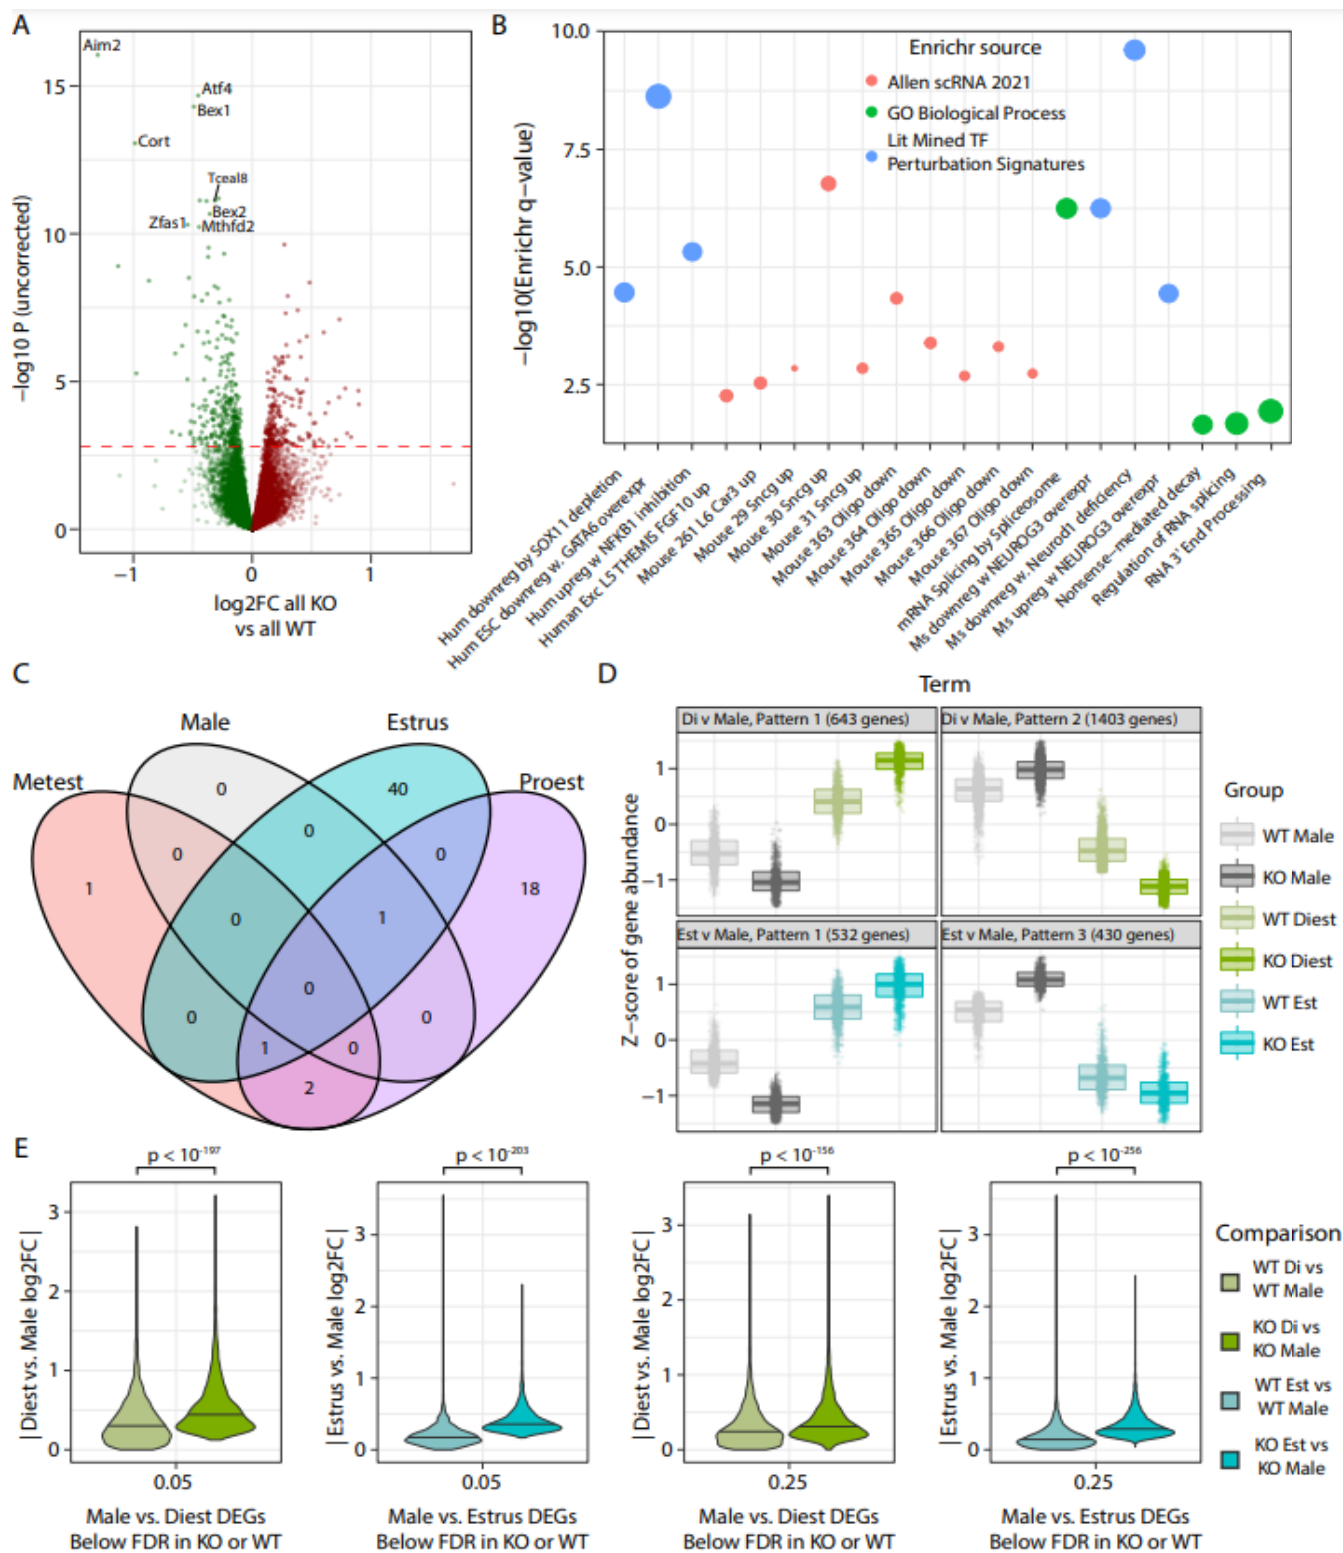 A
Aim2
Atf4
Bex1
Cort
Tceal8
Bex2
Zfas1
Mthfd2
15
10
5
0
−log10 P (uncorrected)
−1
0
1
log2FC all KO
vs all WT
B
10.0
7.5
5.0
2.5
−log10(Enrichr q−value)
Enrichr source
Allen scRNA 2021
GO Biological Process
Lit Mined TF
Perturbation Signatures
Hum downreg by SOX11 depletion
Hum ESC downreg w. GATA6 overexpr
Hum upreg w NFKB1 inhibition
Human Exc L5 THEMIS FGF10 up
Mouse 261 L6 Car3 up
Mouse 29 Sncg up
Mouse 30 Sncg up
Mouse 31 Sncg up
Mouse 363 Oligo down
Mouse 364 Oligo down
Mouse 365 Oligo down
Mouse 366 Oligo down
Mouse 367 Oligo down
mRNA Splicing by Spliceosome
Ms downreg w NEUROG3 overexpr
Ms downreg w. Neurod1 deficiency
Ms upreg w NEUROG3 overexpr
Nonsense−mediated decay
Regulation of RNA splicing
RNA 3' End Processing
Term
C
Male
Estrus
Metest
Proest
0
40
0
0
0
1
18
0
1
0
0
0
1
0
2
D
Di v Male, Pattern 1 (643 genes)
Di v Male, Pattern 2 (1403 genes)
Est v Male, Pattern 1 (532 genes)
Est v Male, Pattern 3 (430 genes)
1
0
−1
1
0
−1
Z−score of gene abundance
Group
WT Male
KO Male
WT Diest
KO Diest
WT Est
KO Est
E
p < 10-197
3
2
1
0
| Diest vs. Male log2FC |
0.05
Male vs. Diest DEGs
Below FDR in KO or WT
p < 10-203
3
2
1
0
| Estrus vs. Male log2FC |
0.05
Male vs. Estrus DEGs
Below FDR in KO or WT
p < 10-156
3
2
1
0
| Diest vs. Male log2FC |
0.25
Male vs. Diest DEGs
Below FDR in KO or WT
p < 10-256
3
2
1
0
| Estrus vs. Male log2FC |
0.25
Male vs. Estrus DEGs
Below FDR in KO or WT
Comparison
WT Di vs
WT Male
KO Di vs
KO Male
WT Est vs
WT Male
KO Est vs
KO Male